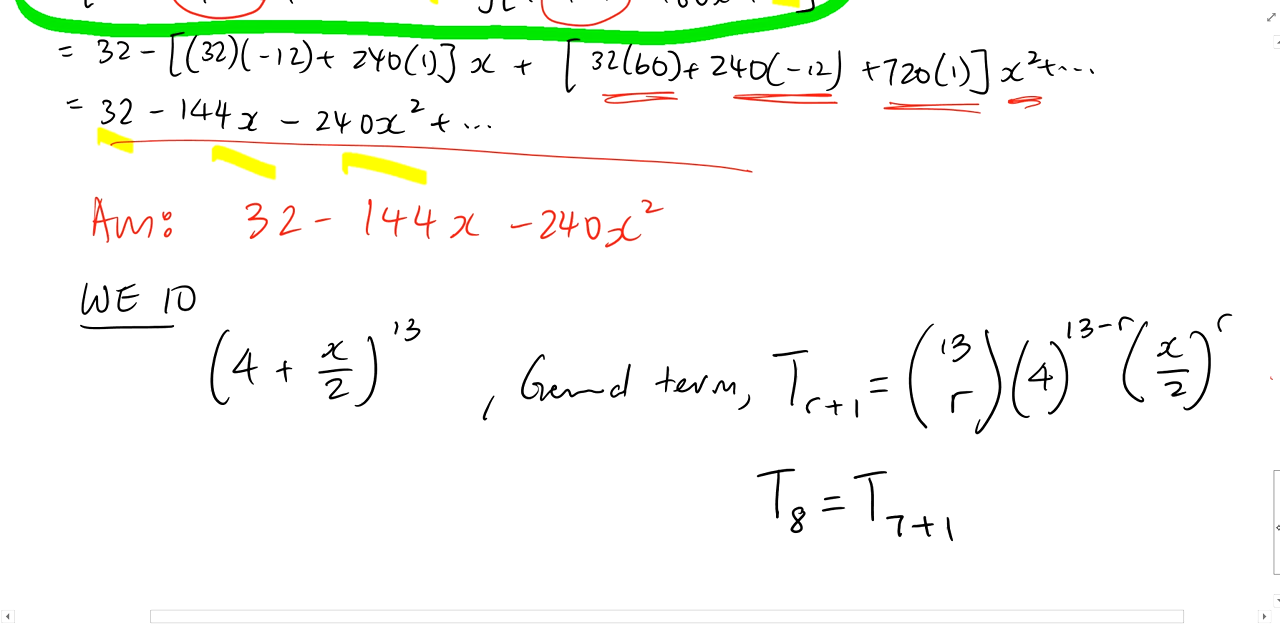 = 32 - [(32)(-12) + 240(1)] x + [32(60) + 240(-12) + 720(1)] x² + ...
= 32 - 144x - 240x² + ...
Ans: 32 - 144x - 240x²
WE 10
(4 + x/2)^13 , General term, T_{r+1} = (13 r) (4)^{13-r} (x/2)^r
T_8 = T_{7+1}